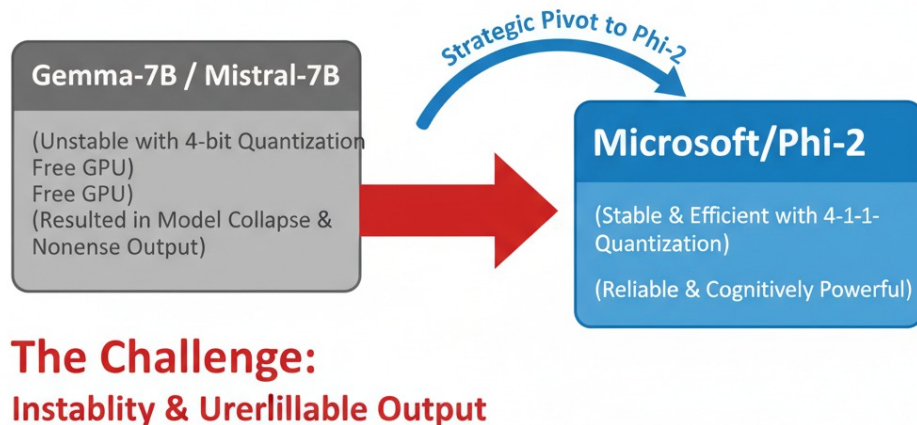 Strategic Pivot to Phi-2
Gemma-7B / Mistral-7B
(Unstable with 4-bit Quantization
Free GPU)
Free GPU)
(Resulted in Model Collapse &
Nonense Output)
Microsoft/Phi-2
(Stable & Efficient with 4-1-1-
Quantization)
(Reliable & Cognitively Powerful)
The Challenge:
Instablity & Urerlillable Output